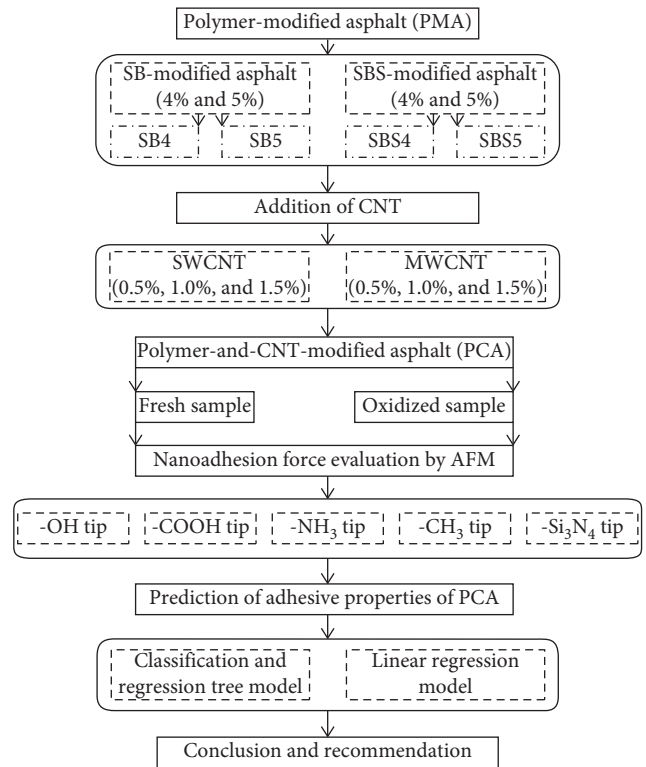 Polymer-modified asphalt (PMA)
SB-modified asphalt
(4% and 5%)
SBS-modified asphalt
(4% and 5%)
SB4
SB5
SBS4
SBS5
Addition of CNT
SWCNT
(0.5%, 1.0%, and 1.5%)
MWCNT
(0.5%, 1.0%, and 1.5%)
Polymer-and-CNT-modified asphalt (PCA)
Fresh sample
Oxidized sample
Nanoadhesion force evaluation by AFM
-OH tip
-COOH tip
-NH₃ tip
-CH₃ tip
-Si₃N₄ tip
Prediction of adhesive properties of PCA
Classification and
regression tree model
Linear regression
model
Conclusion and recommendation